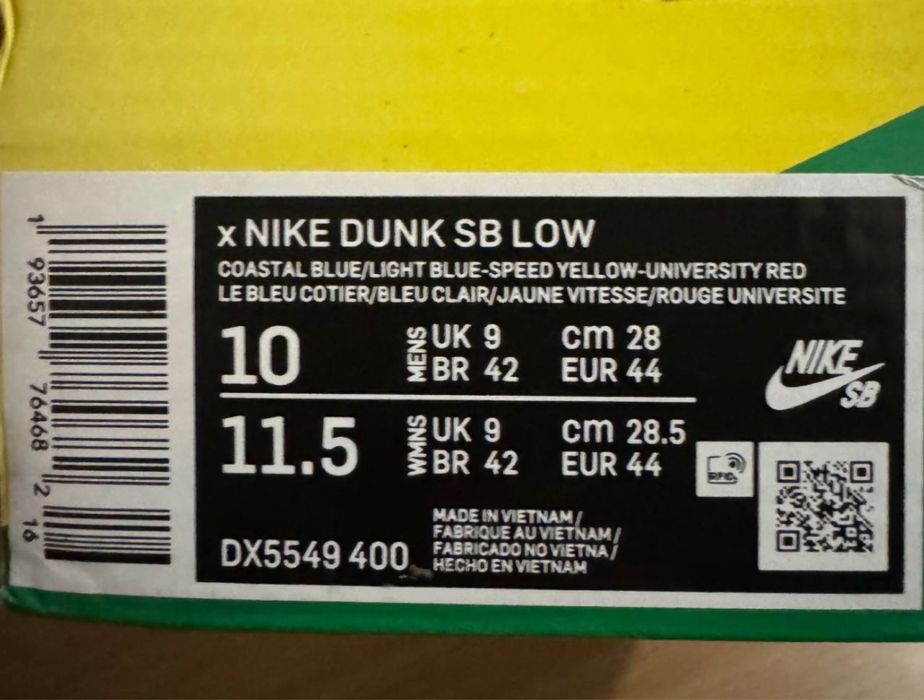 x NIKE DUNK SB LOW
COASTAL BLUE/LIGHT BLUE-SPEED YELLOW-UNIVERSITY RED
LE BLEU COTIER/BLEU CLAIR/JAUNE VITESSE/ROUGE UNIVERSITE
10 MENS UK 9 cm 28
BR 42 EUR 44
11.5 WMNS UK 9 cm 28.5
BR 42 EUR 44
NIKE
SB
RFID
MADE IN VIETNAM/
FABRIQUE AU VIETNAM/
FABRICADO NO VIETNA/
HECHO EN VIETNAM
DX5549 400
1 93657 76468 2 16